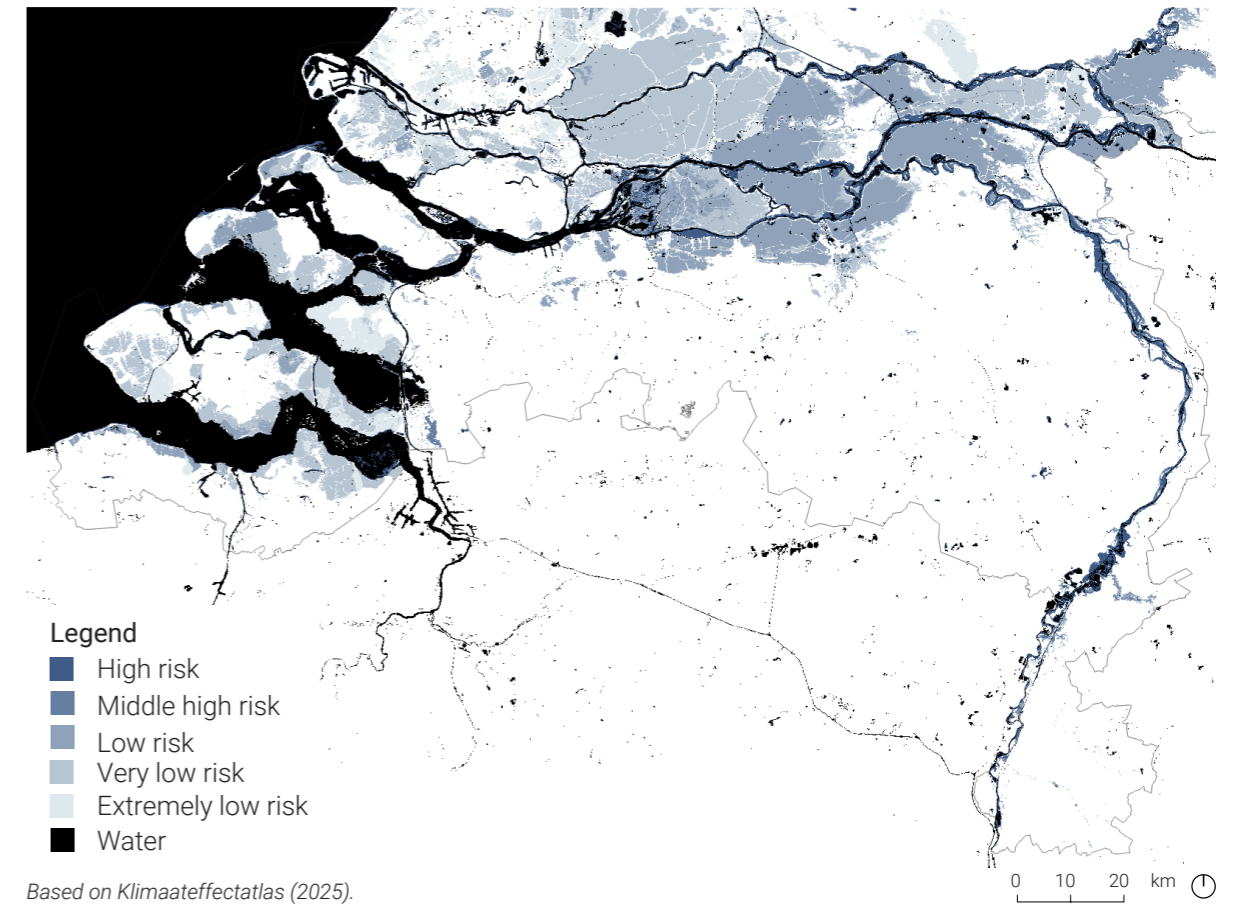 Legend
High risk
Middle high risk
Low risk
Very low risk
Extremely low risk
Water
Based on Klimaateffectatlas (2025).
0 10 20 km